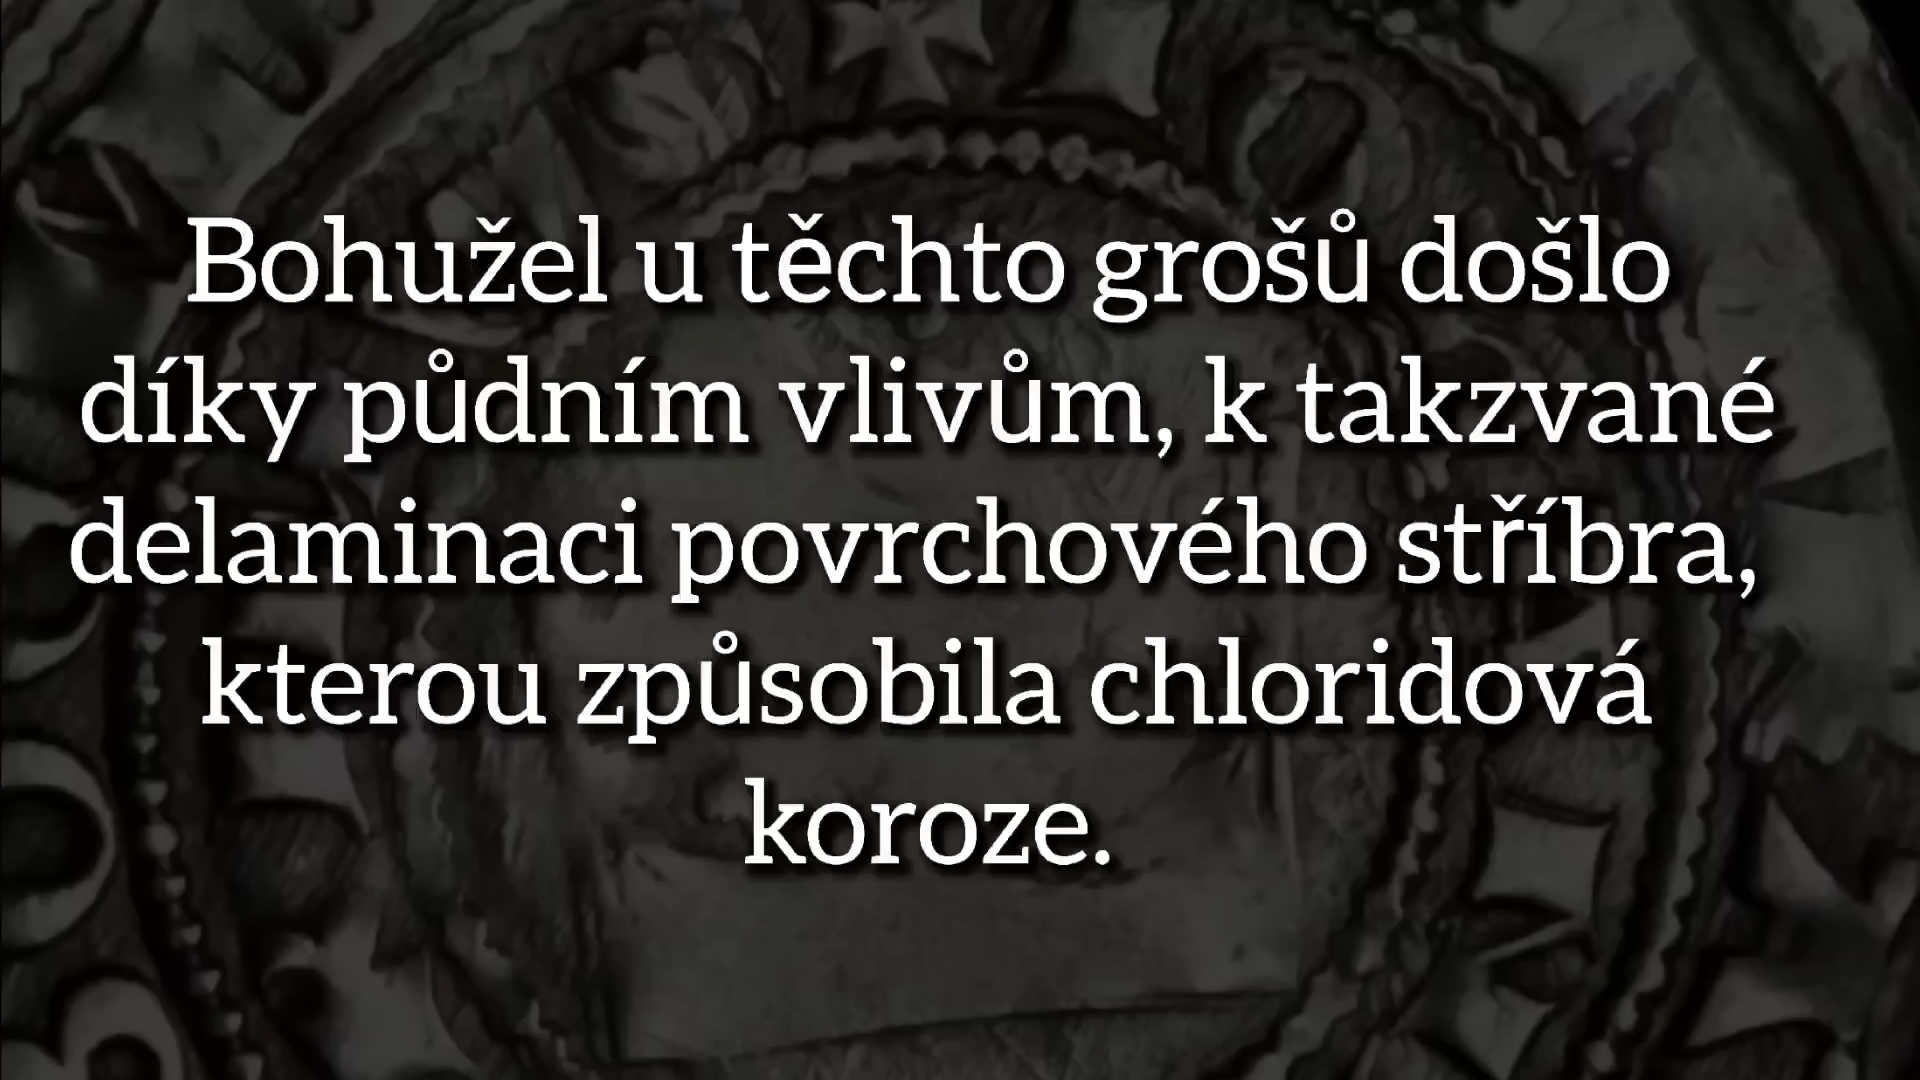 Bohužel u těchto grošů došlo
díky půdním vlivům, k takzvané
delaminaci povrchového stříbra,
kterou způsobila chloridová
koroze.